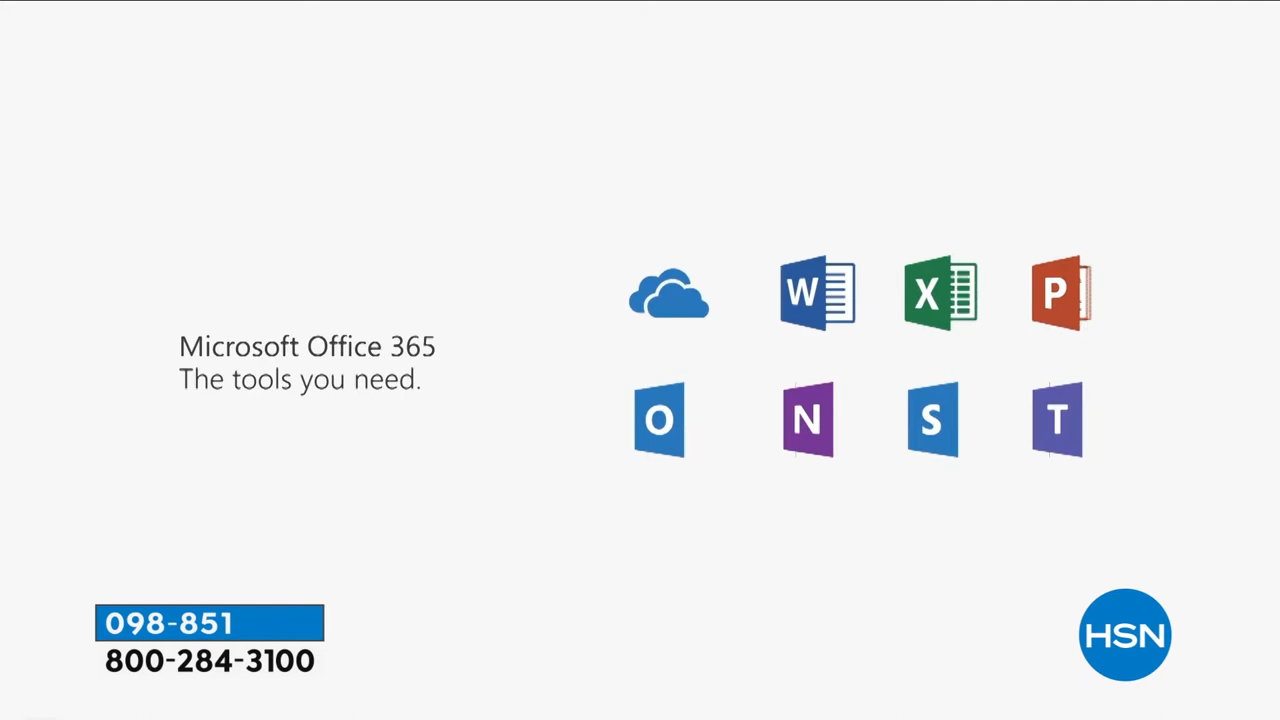 Microsoft Office 365
The tools you need.
W
X
P
O
N
S
T
098-851
800-284-3100
HSN